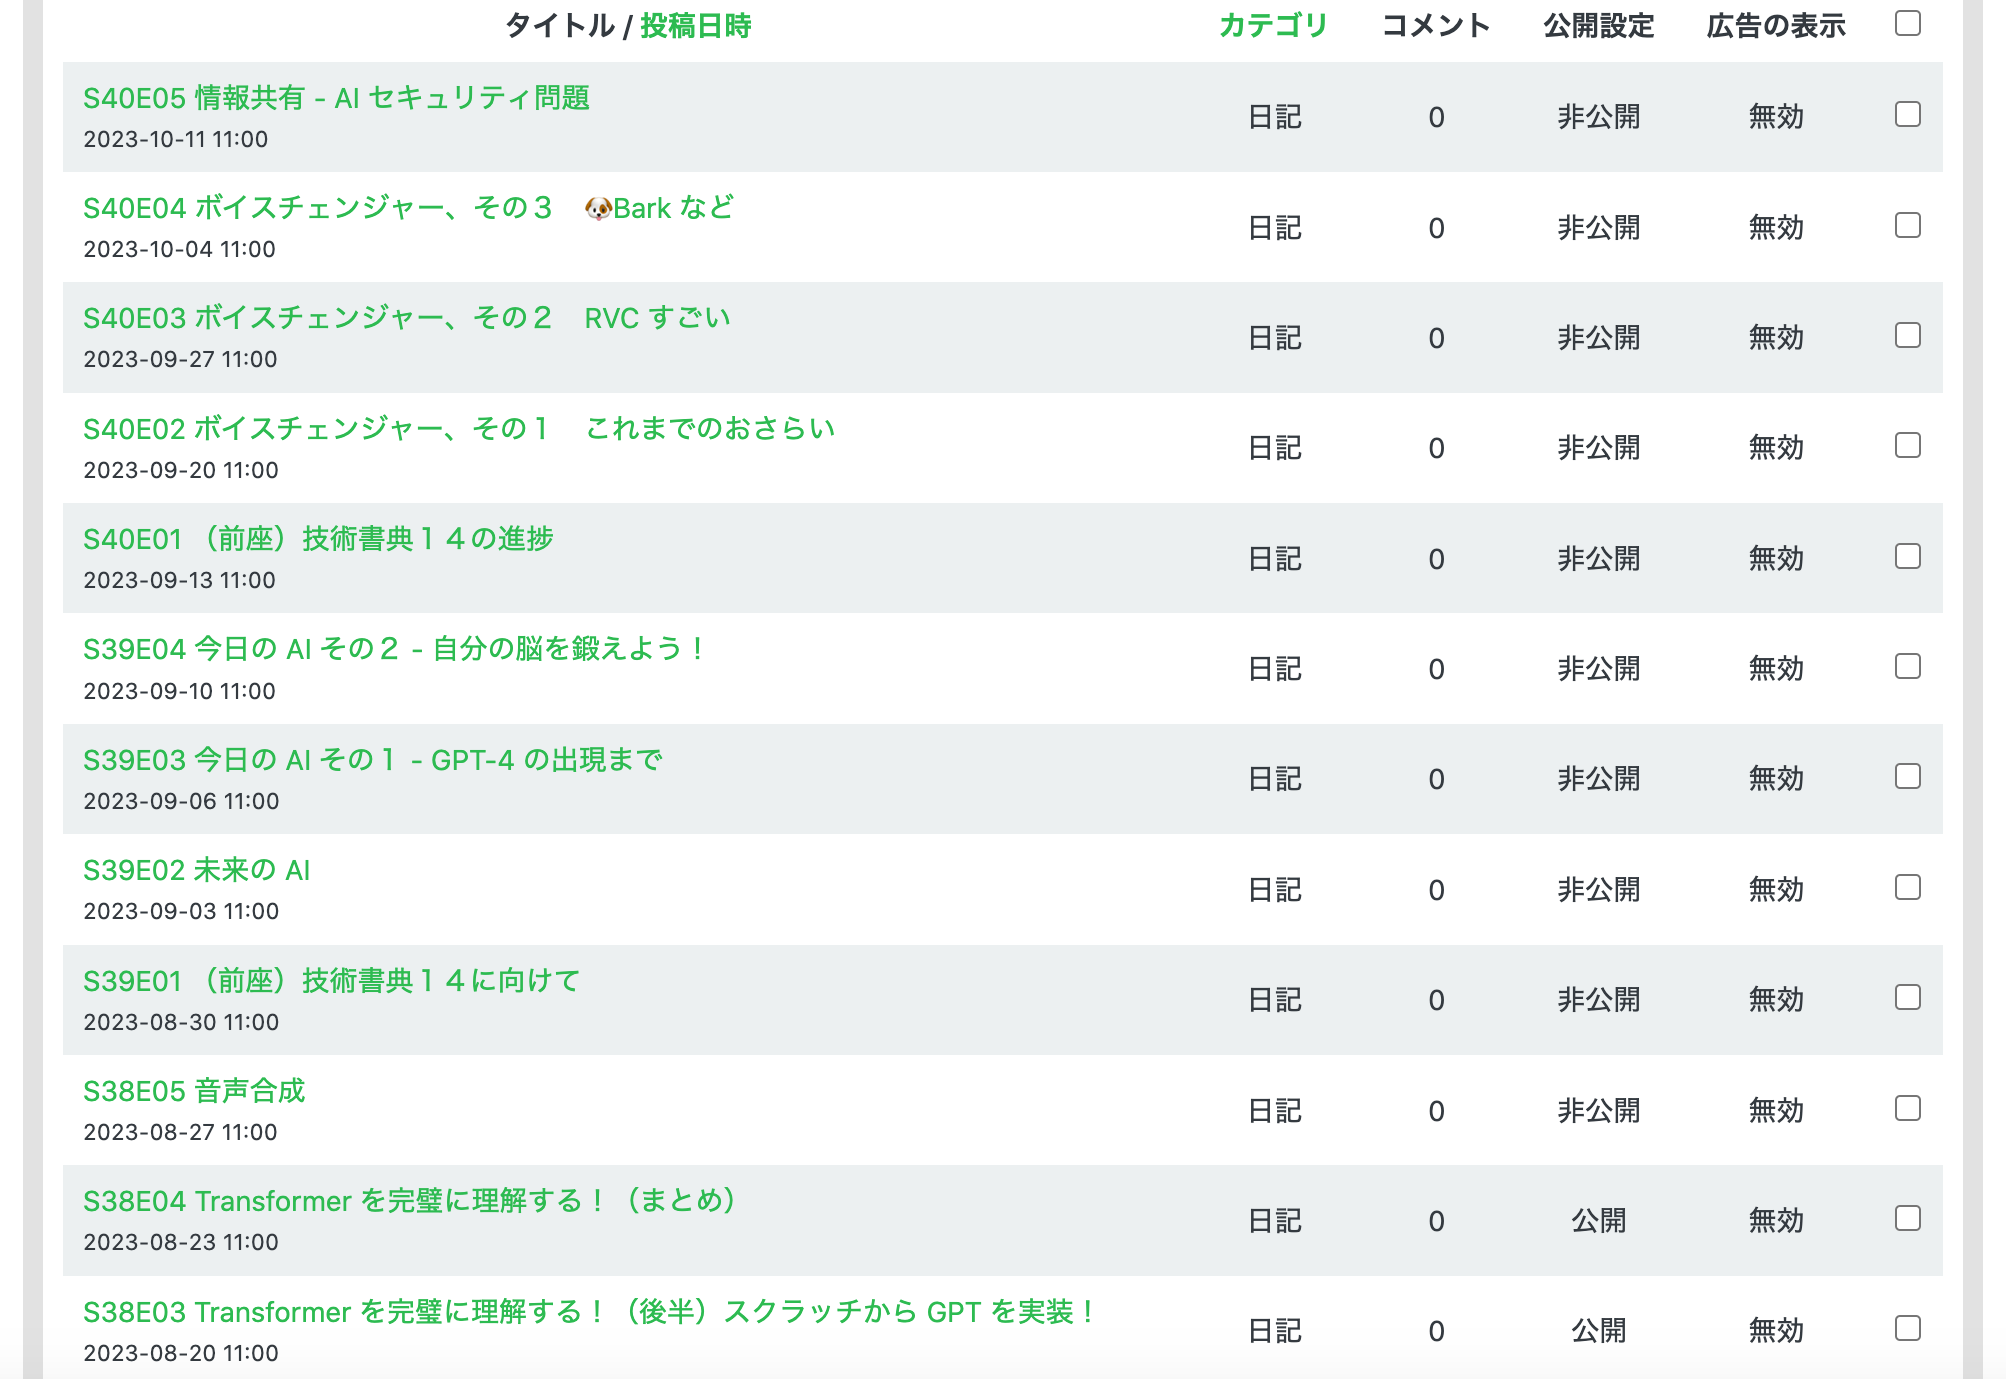 タイトル / 投稿日時 カテゴリ コメント 公開設定 広告の表示
S40E05 情報共有 - AI セキュリティ問題
2023-10-11 11:00
日記 0 非公開 無効
S40E04 ボイスチェンジャー、その３　🐶Bark など
2023-10-04 11:00
日記 0 非公開 無効
S40E03 ボイスチェンジャー、その２　RVC すごい
2023-09-27 11:00
日記 0 非公開 無効
S40E02 ボイスチェンジャー、その１　これまでのおさらい
2023-09-20 11:00
日記 0 非公開 無効
S40E01 （前座）技術書典１４の進捗
2023-09-13 11:00
日記 0 非公開 無効
S39E04 今日の AI その２ - 自分の脳を鍛えよう！
2023-09-10 11:00
日記 0 非公開 無効
S39E03 今日の AI その１ - GPT-4 の出現まで
2023-09-06 11:00
日記 0 非公開 無効
S39E02 未来の AI
2023-09-03 11:00
日記 0 非公開 無効
S39E01 （前座）技術書典１４に向けて
2023-08-30 11:00
日記 0 非公開 無効
S38E05 音声合成
2023-08-27 11:00
日記 0 非公開 無効
S38E04 Transformer を完璧に理解する！（まとめ）
2023-08-23 11:00
日記 0 公開 無効
S38E03 Transformer を完璧に理解する！（後半）スクラッチから GPT を実装！
2023-08-20 11:00
日記 0 公開 無効